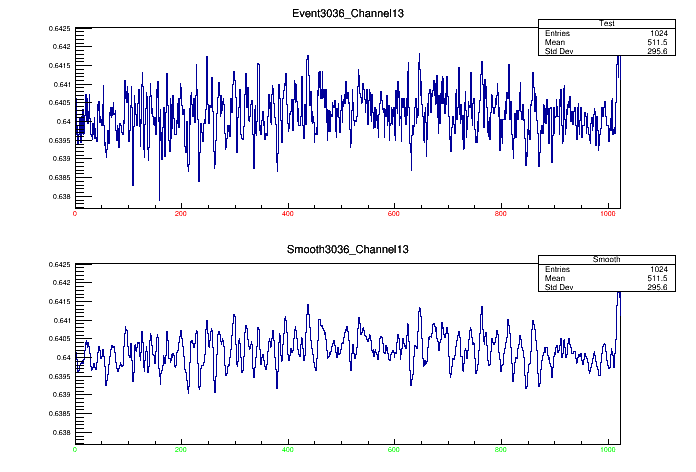 Event3036_Channel13
Test
Entries 1024
Mean 511.5
Std Dev 295.6
0.6425
0.642
0.6415
0.641
0.6405
0.64
0.6395
0.639
0.6385
0.638
0 200 400 600 800 1000
Smooth3036_Channel13
Smooth
Entries 1024
Mean 511.5
Std Dev 295.6
0.6425
0.642
0.6415
0.641
0.6405
0.64
0.6395
0.639
0.6385
0.638
0 200 400 600 800 1000